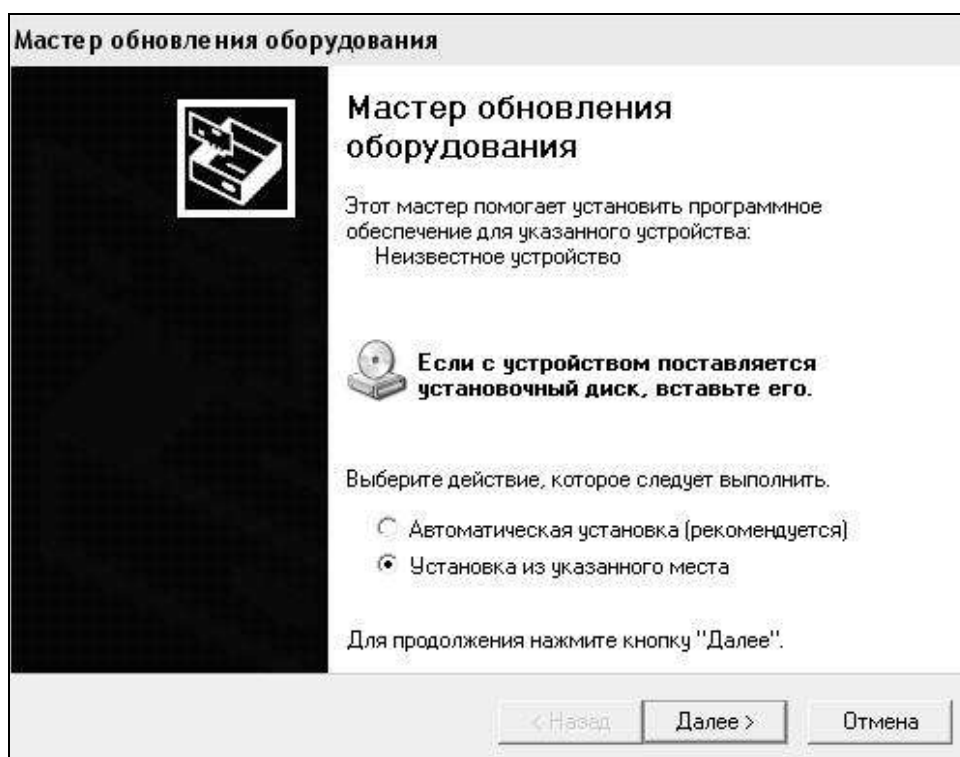 Мастер обновления оборудования
Мастер обновления
оборудования
Этот мастер помогает установить программное
обеспечение для указанного устройства:
Неизвестное устройство
Если с устройством поставляется
установочный диск, вставьте его.
Выберите действие, которое следует выполнить.
Автоматическая установка (рекомендуется)
Установка из указанного места
Для продолжения нажмите кнопку "Далее".
< Назад Далее > Отмена